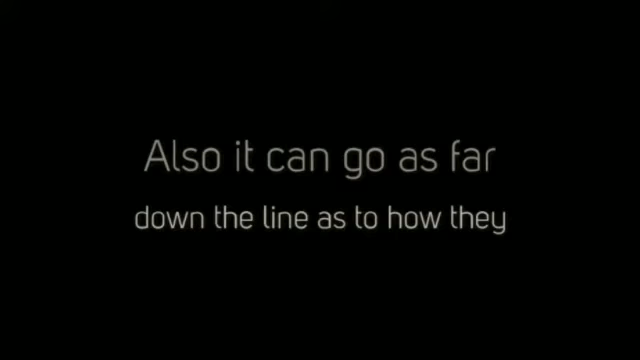 Also it can go as far
down the line as to how they